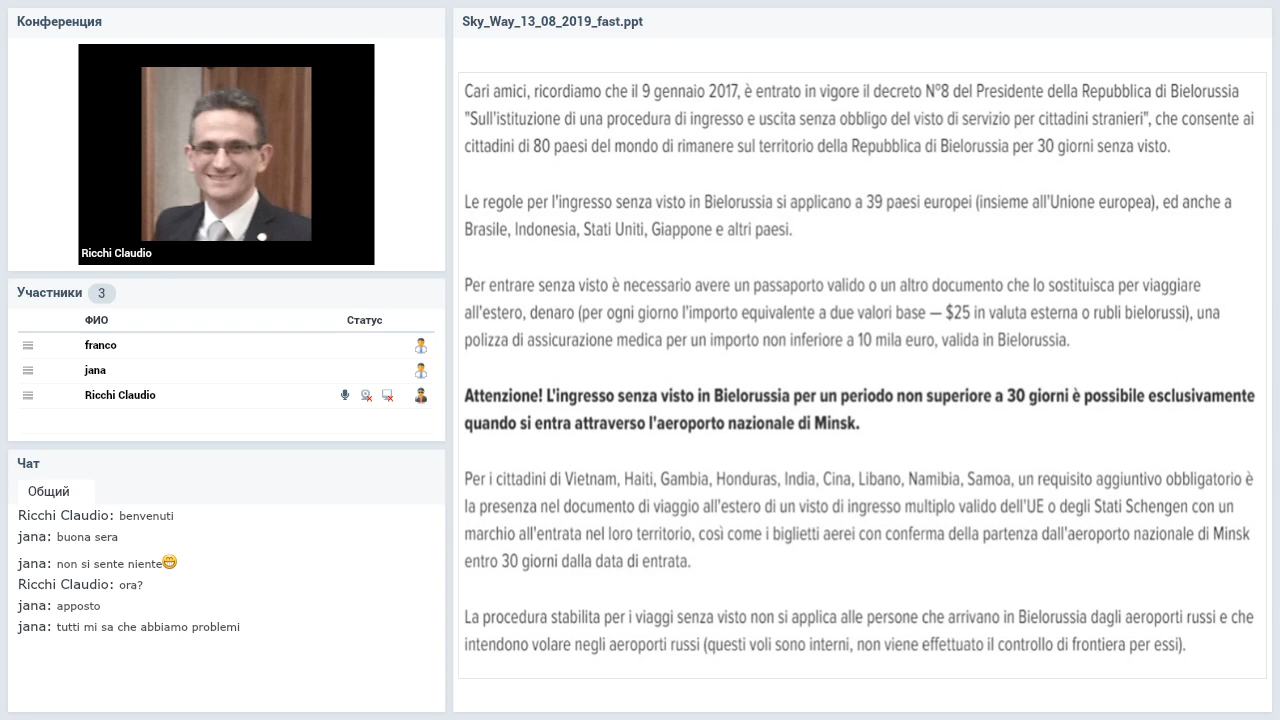 Конференция
Ricchi Claudio
Участники 3
ФИО Статус
franco
jana
Ricchi Claudio
Чат
Общий
Ricchi Claudio: benvenuti
jana: buona sera
jana: non si sente niente
Ricchi Claudio: ora?
jana: apposto
jana: tutti mi sa che abbiamo problemi
Sky_Way_13_08_2019_fast.ppt
Cari amici, ricordiamo che il 9 gennaio 2017, è entrato in vigore il decreto N°8 del Presidente della Repubblica di Bielorussia
"Sull'istituzione di una procedura di ingresso e uscita senza obbligo del visto di servizio per cittadini stranieri", che consente ai
cittadini di 80 paesi del mondo di rimanere sul territorio della Repubblica di Bielorussia per 30 giorni senza visto.
Le regole per l'ingresso senza visto in Bielorussia si applicano a 39 paesi europei (insieme all'Unione europea), ed anche a
Brasile, Indonesia, Stati Uniti, Giappone e altri paesi.
Per entrare senza visto è necessario avere un passaporto valido o un altro documento che lo sostituisca per viaggiare
all'estero, denaro (per ogni giorno l'importo equivalente a due valori base — $25 in valuta esterna o rubli bielorussi), una
polizza di assicurazione medica per un importo non inferiore a 10 mila euro, valida in Bielorussia.
Attenzione! L'ingresso senza visto in Bielorussia per un periodo non superiore a 30 giorni è possibile esclusivamente
quando si entra attraverso l'aeroporto nazionale di Minsk.
Per i cittadini di Vietnam, Haiti, Gambia, Honduras, India, Cina, Libano, Namibia, Samoa, un requisito aggiuntivo obbligatorio è
la presenza nel documento di viaggio all'estero di un visto di ingresso multiplo valido dell'UE o degli Stati Schengen con un
marchio all'entrata nel loro territorio, così come i biglietti aerei con conferma della partenza dall'aeroporto nazionale di Minsk
entro 30 giorni dalla data di entrata.
La procedura stabilita per i viaggi senza visto non si applica alle persone che arrivano in Bielorussia dagli aeroporti russi e che
intendono volare negli aeroporti russi (questi voli sono interni, non viene effettuato il controllo di frontiera per essi).